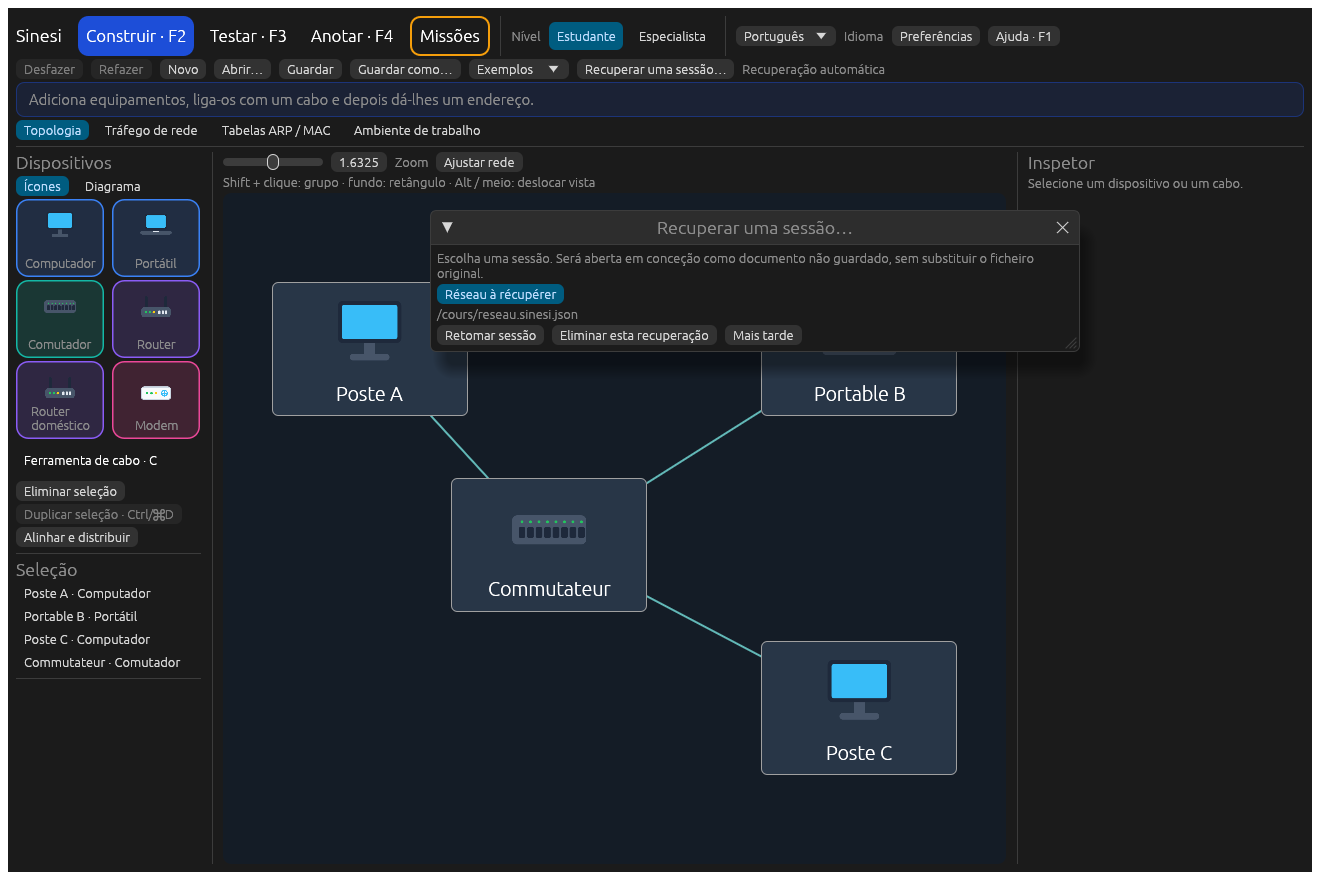 Sinesi Construir · F2 Testar · F3 Anotar · F4 Missões Nível Estudante Especialista Português Idioma Preferências Ajuda · F1
Desfazer Refazer Novo Abrir… Guardar Guardar como… Exemplos Recuperar uma sessão… Recuperação automática
Adiciona equipamentos, liga-os com um cabo e depois dá-lhes um endereço.
Topologia Tráfego de rede Tabelas ARP / MAC Ambiente de trabalho
Dispositivos
Ícones Diagrama
Computador Portátil
Comutador Router
Router doméstico Modem
Ferramenta de cabo · C
Eliminar seleção
Duplicar seleção · Ctrl/⌘D
Alinhar e distribuir
Seleção
Poste A · Computador
Portable B · Portátil
Poste C · Computador
Commutateur · Comutador
1.6325 Zoom Ajustar rede
Shift + clique: grupo · fundo: retângulo · Alt / meio: deslocar vista
Recuperar uma sessão…
Escolha uma sessão. Será aberta em conceção como documento não guardado, sem substituir o ficheiro
original.
Réseau à récupérer
/cours/reseau.sinesi.json
Retomar sessão Eliminar esta recuperação Mais tarde
Poste A
Portable B
Commutateur
Poste C
Inspetor
Selecione um dispositivo ou um cabo.